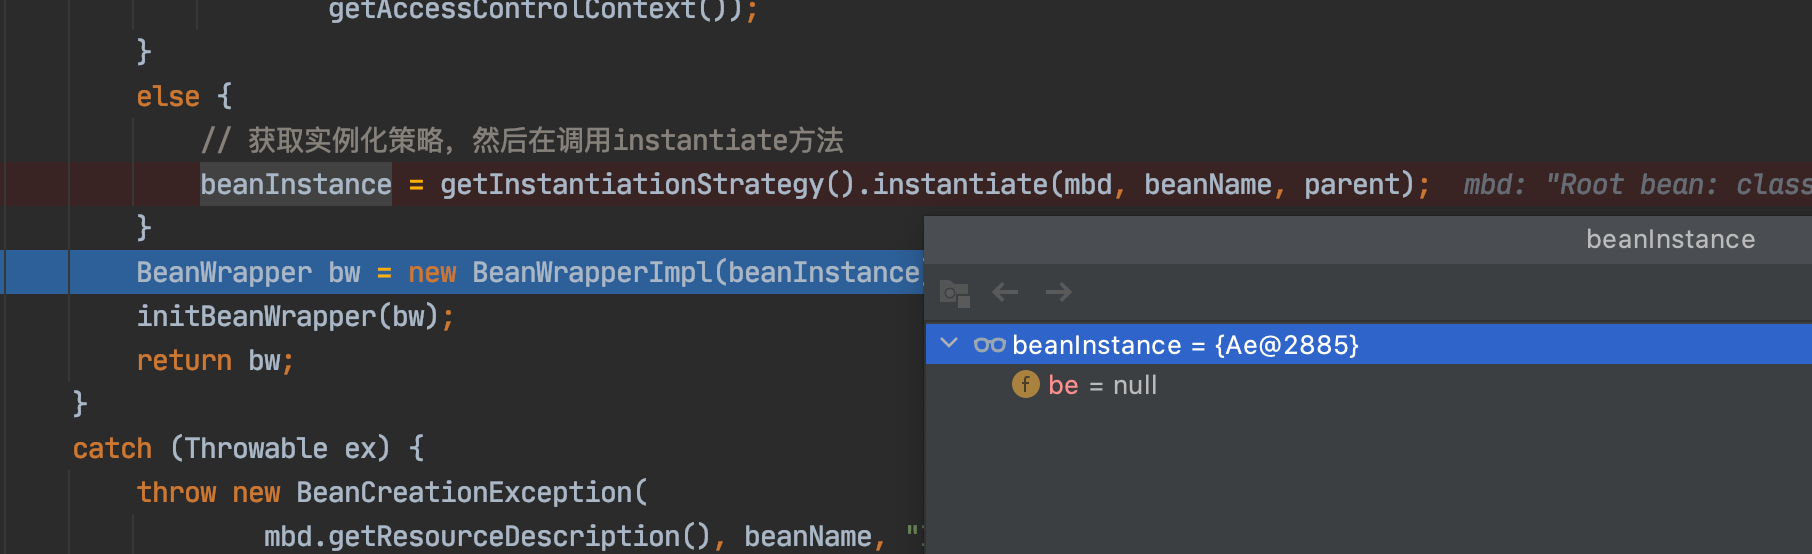 getAccessControlContext());
}
else {
// 获取实例化策略，然后在调用instantiate方法
beanInstance = getInstantiationStrategy().instantiate(mbd, beanName, parent); mbd: "Root bean: class
}
beanInstance
BeanWrapper bw = new BeanWrapperImpl(beanInstance
initBeanWrapper(bw);
beanInstance = {Ae@2885}
return bw;
f be = null
}
catch (Throwable ex) {
throw new BeanCreationException(
mbd.getResourceDescription(), beanName, "